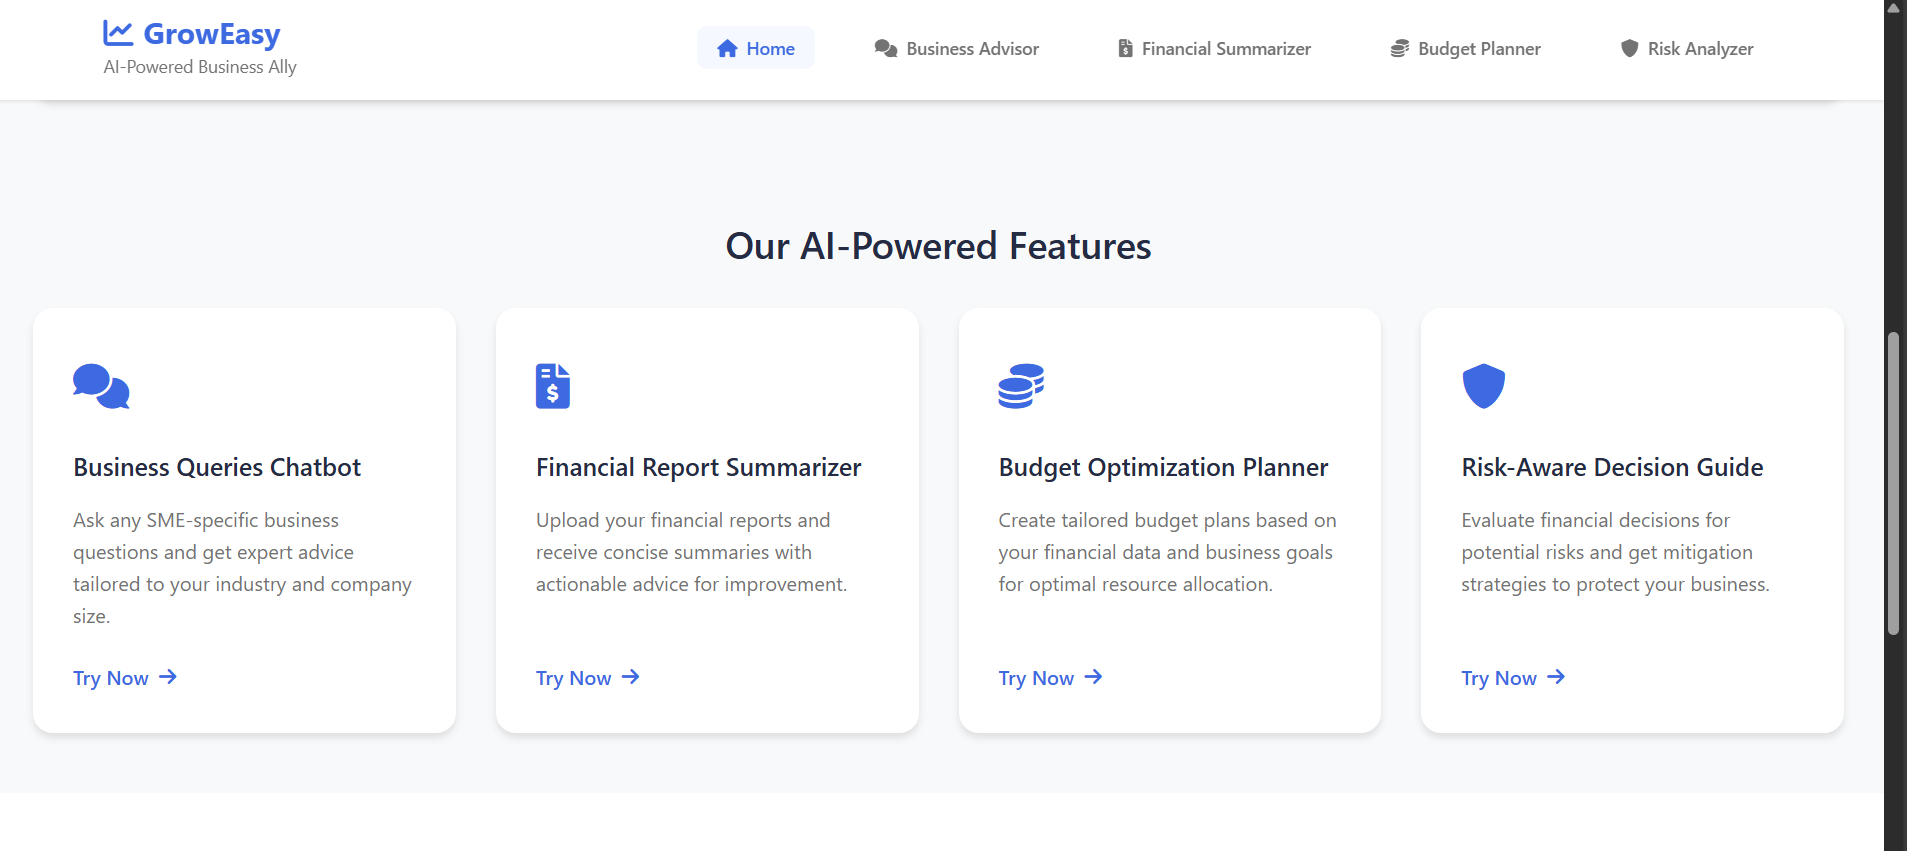 GrowEasy
AI-Powered Business Ally
Home
Business Advisor
Financial Summarizer
Budget Planner
Risk Analyzer
Our AI-Powered Features
Business Queries Chatbot
Ask any SME-specific business
questions and get expert advice
tailored to your industry and company
size.
Try Now
$
Financial Report Summarizer
Upload your financial reports and
receive concise summaries with
actionable advice for improvement.
Try Now
Budget Optimization Planner
Create tailored budget plans based on
your financial data and business goals
for optimal resource allocation.
Try Now
Risk-Aware Decision Guide
Evaluate financial decisions for
potential risks and get mitigation
strategies to protect your business.
Try Now